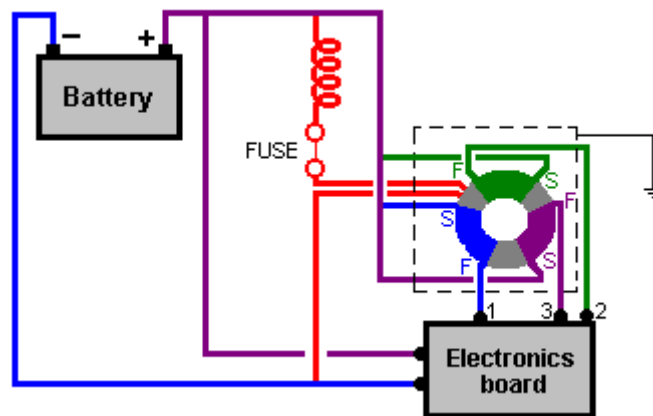 − +
Battery
FUSE
F
S
F
S
F
S
1 3 2
Electronics
board